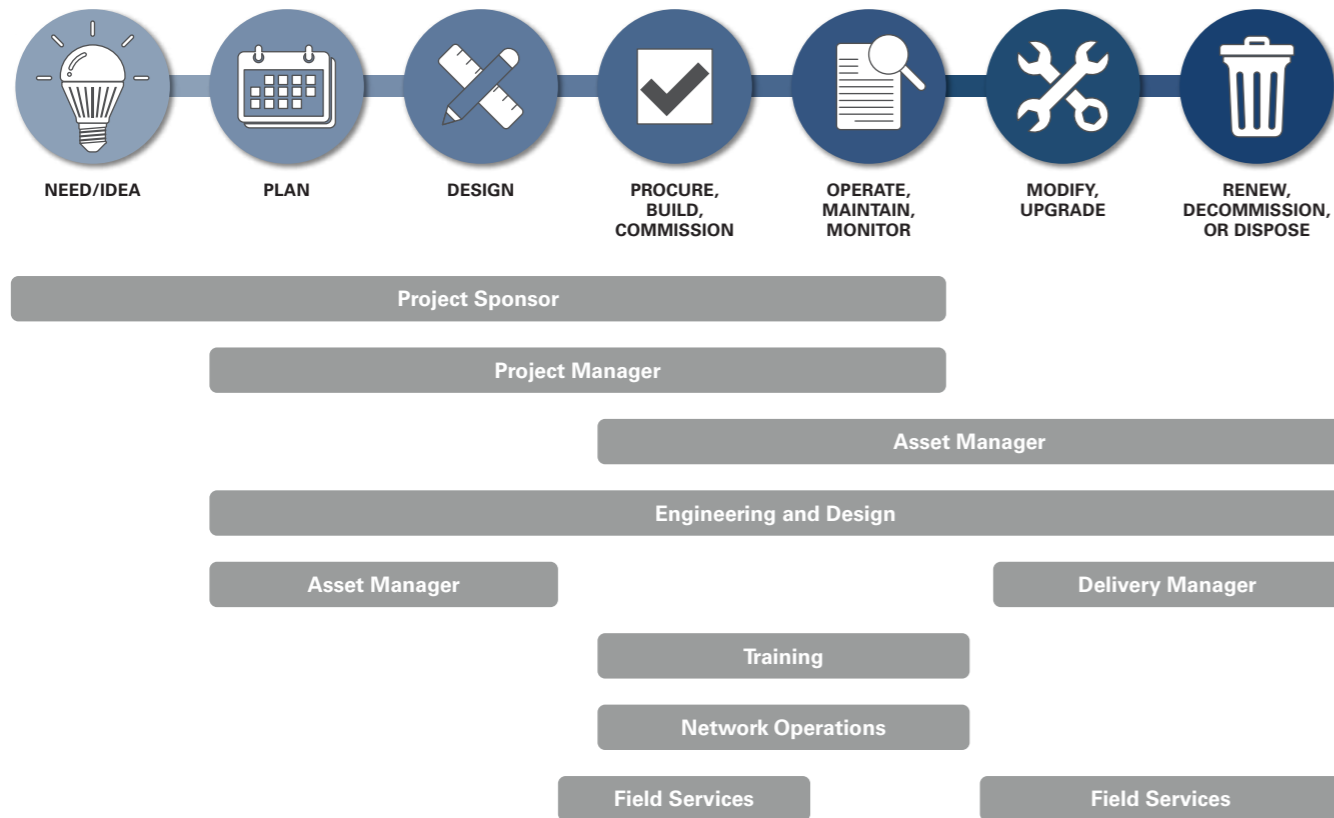 NEED/IDEA
PLAN
DESIGN
PROCURE,
BUILD,
COMMISSION
OPERATE,
MAINTAIN,
MONITOR
MODIFY,
UPGRADE
RENEW,
DECOMMISSION,
OR DISPOSE
Project Sponsor
Project Manager
Asset Manager
Engineering and Design
Asset Manager
Delivery Manager
Training
Network Operations
Field Services
Field Services